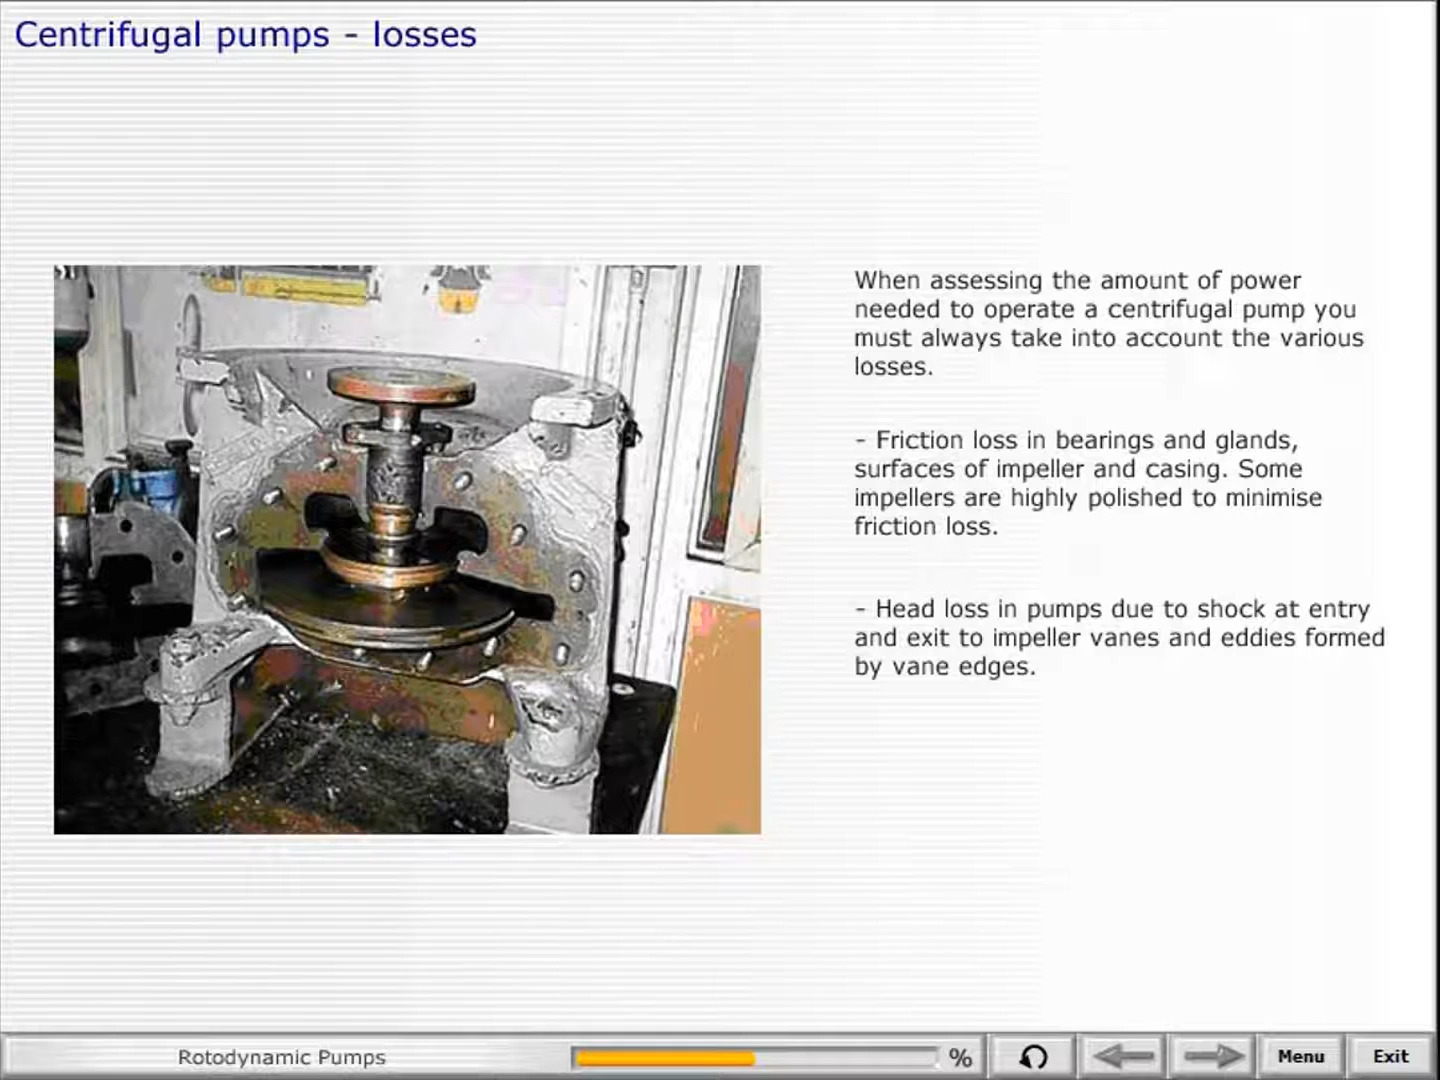 Centrifugal pumps - losses
When assessing the amount of power
needed to operate a centrifugal pump you
must always take into account the various
losses.
- Friction loss in bearings and glands,
surfaces of impeller and casing. Some
impellers are highly polished to minimise
friction loss.
- Head loss in pumps due to shock at entry
and exit to impeller vanes and eddies formed
by vane edges.
Rotodynamic Pumps
%
Menu
Exit